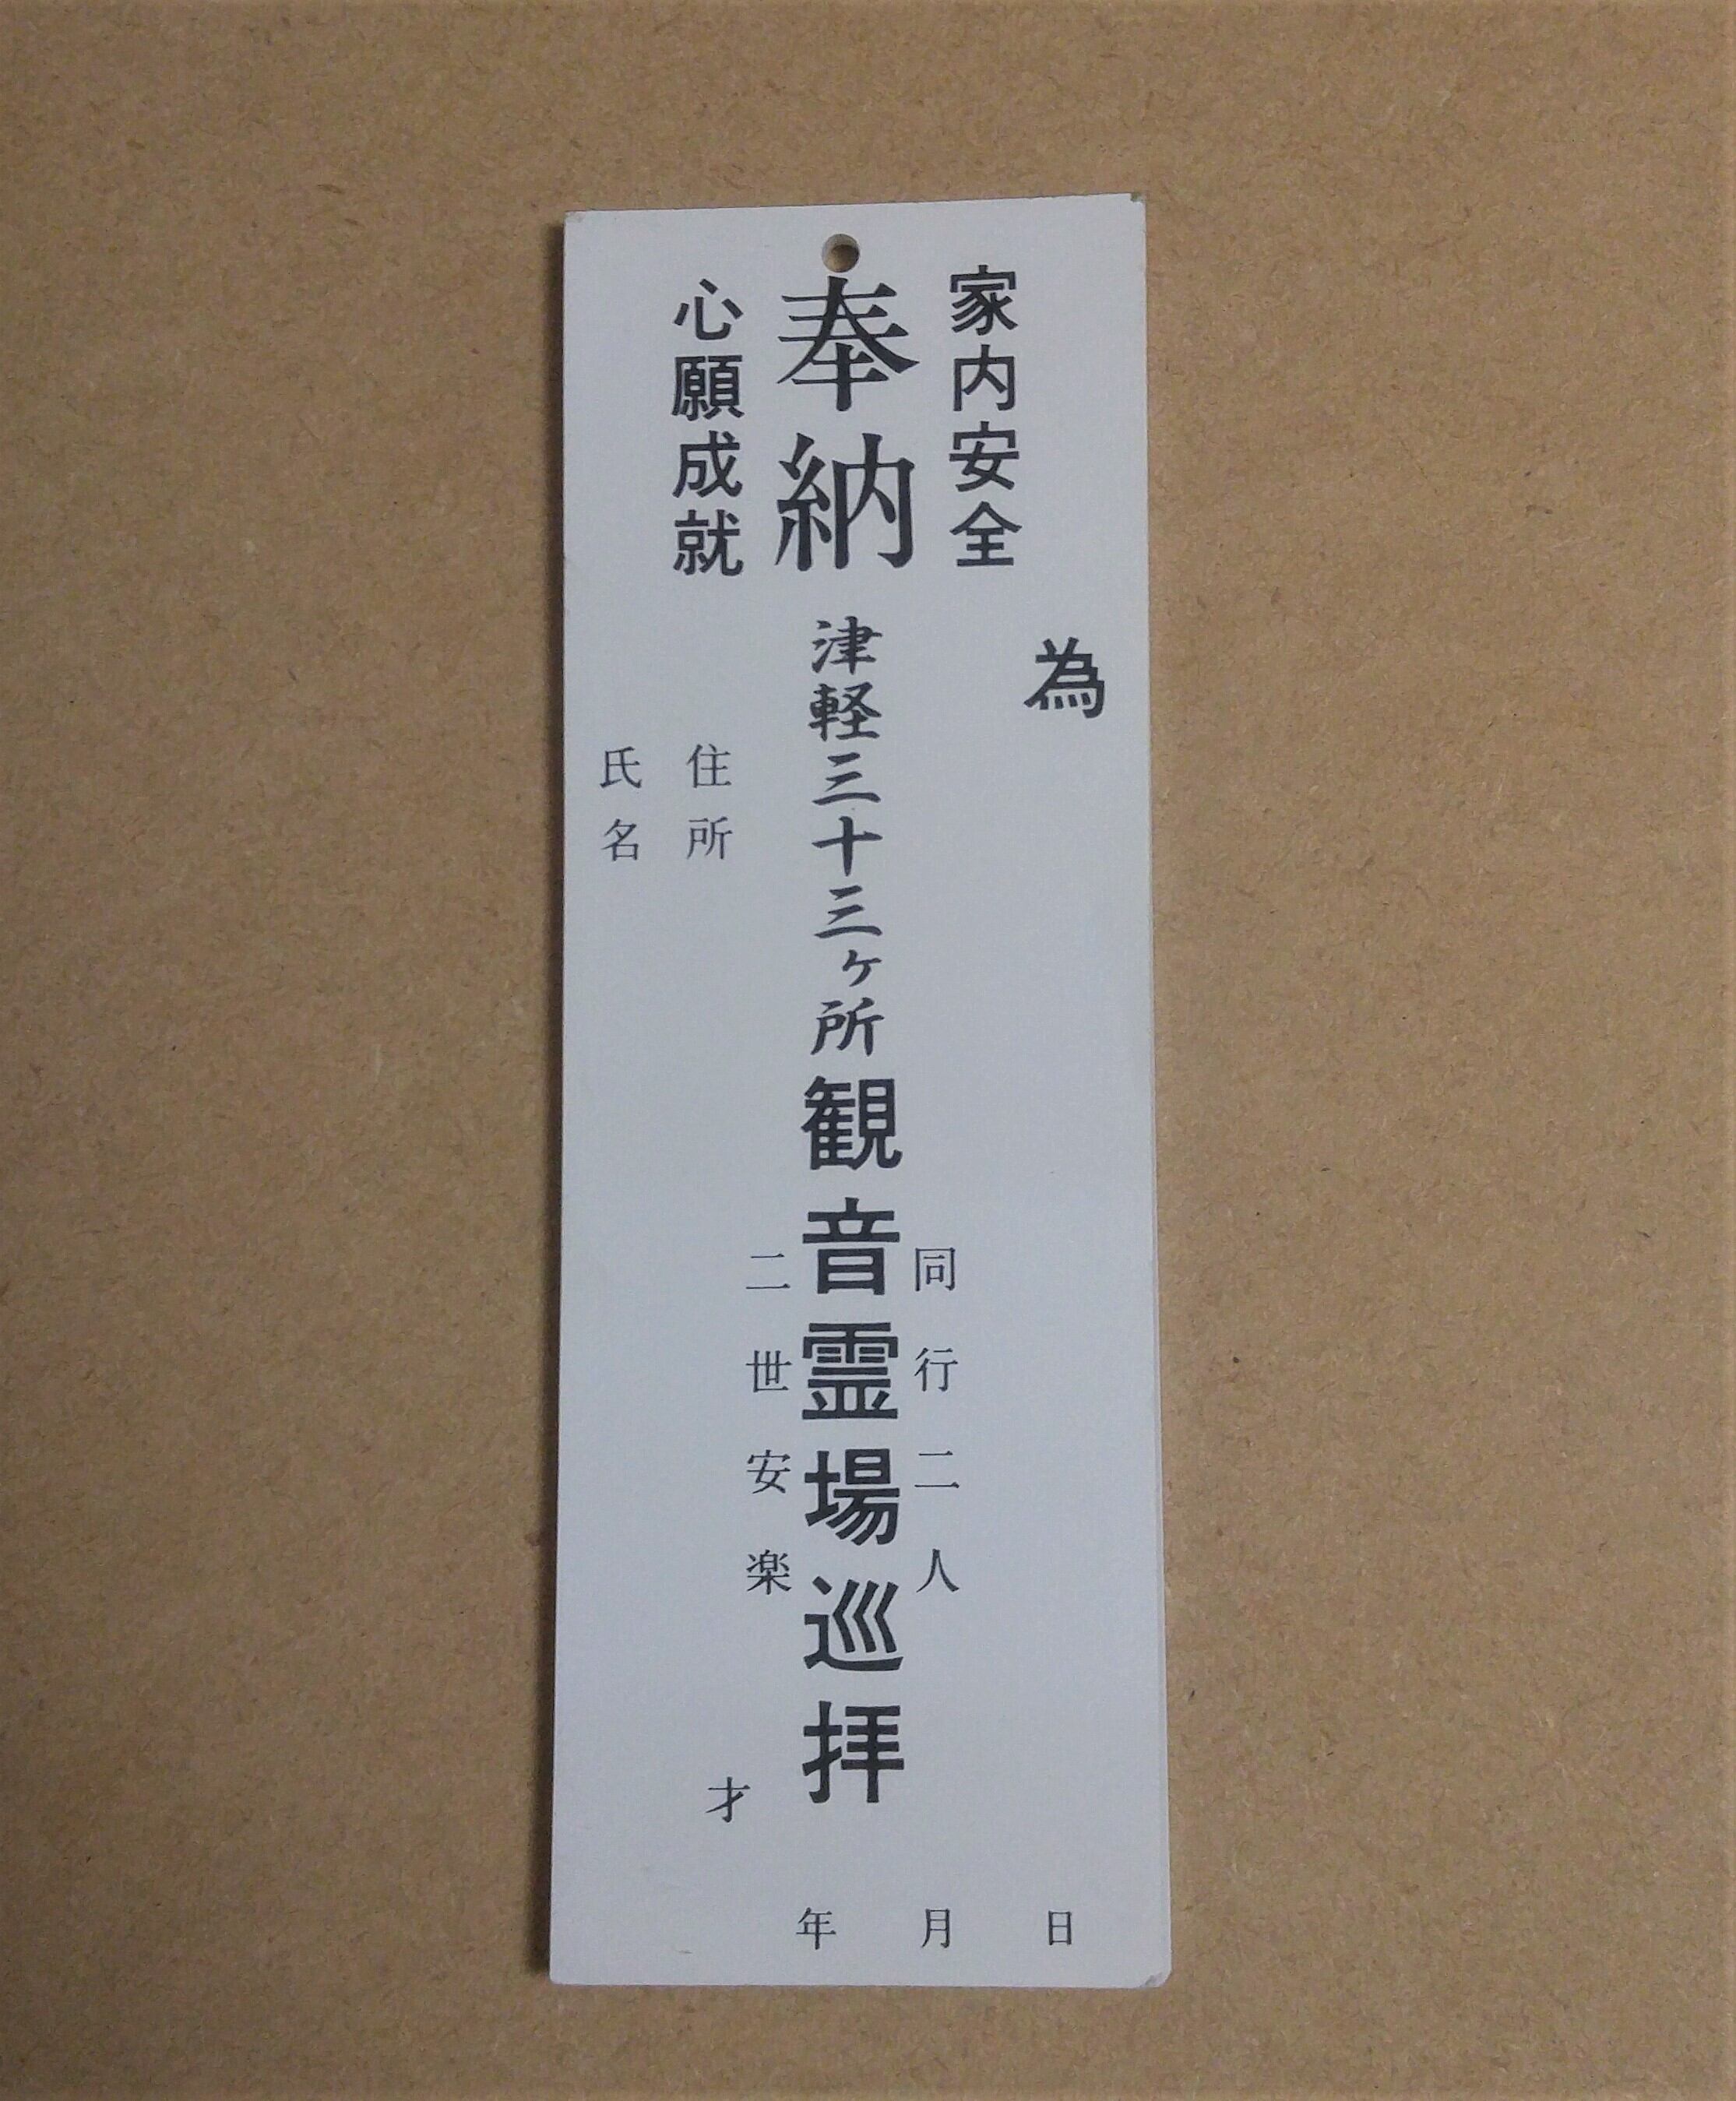 為
家内安全
奉納
心願成就
津軽三十三ヶ所観音霊場巡拝
同行二人
二世安楽
住所
氏名
才
年 月 日